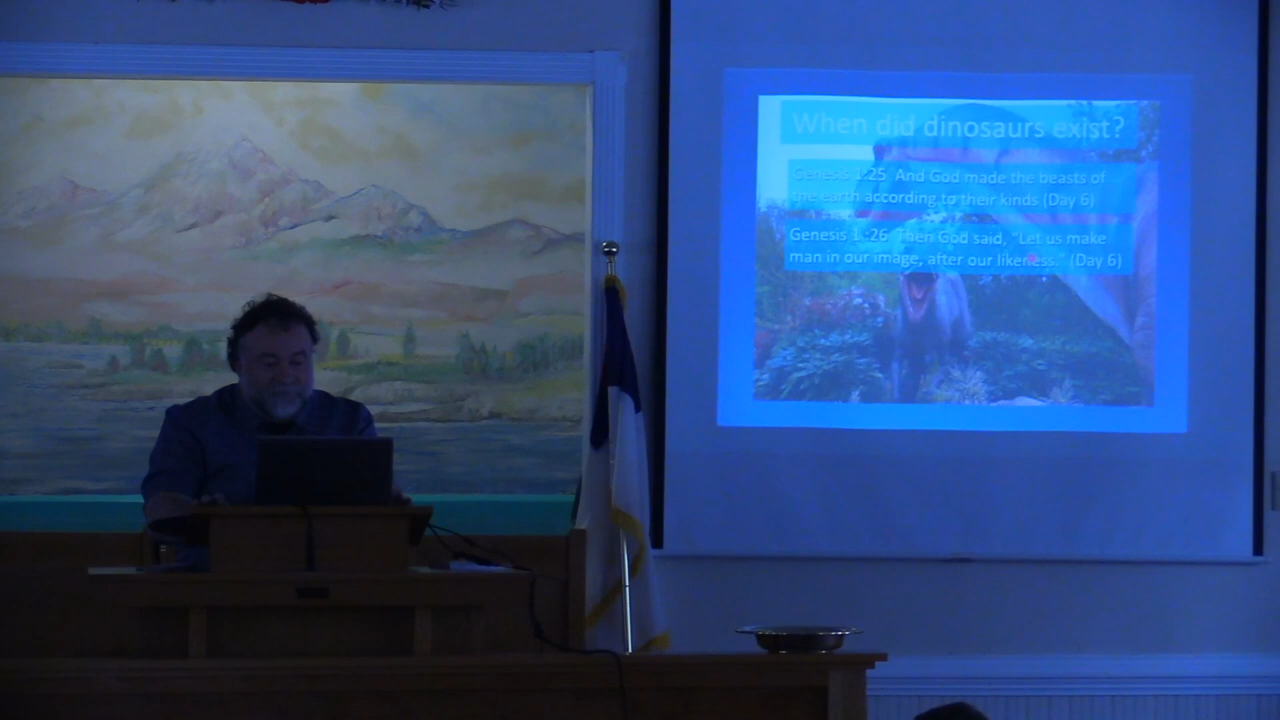 When did dinosaurs exist?
Genesis 1:25 And God made the beasts of
the earth according to their kinds (Day 6)
Genesis 1 :26 Then God said, "Let us make
man in our image, after our likeness." (Day 6)